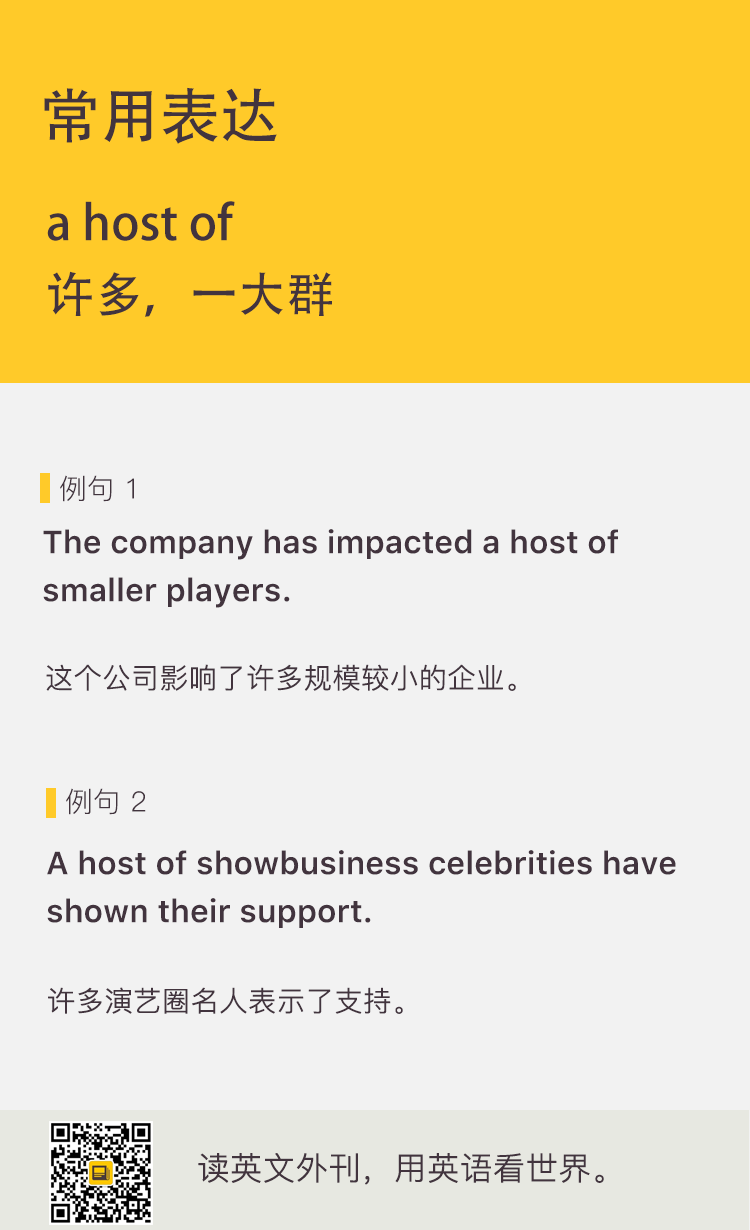 常用表达
a host of
许多，一大群
例句 1
The company has impacted a host of
smaller players.
这个公司影响了许多规模较小的企业。
例句 2
A host of showbusiness celebrities have
shown their support.
许多演艺圈名人表示了支持。
读英文外刊，用英语看世界。